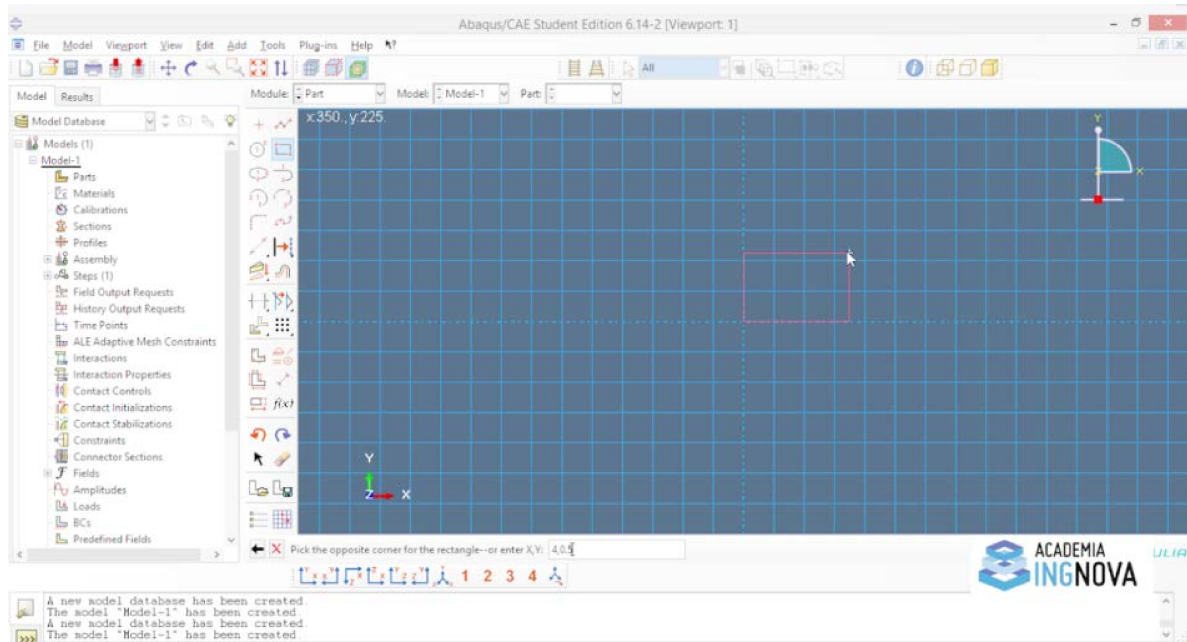 Abaqus/CAE Student Edition 6.14-2 [Viewport: 1]
File Model Viewport View Edit Add Tools Plug-ins Help
All
Model Results
Module: Part Model: Model-1 Part:
Model Database
x:350.,y:225.
Models (1)
Model-1
Parts
Materials
Calibrations
Sections
Profiles
Assembly
Steps (1)
Field Output Requests
History Output Requests
Time Points
ALE Adaptive Mesh Constraints
Interactions
Interaction Properties
Contact Controls
Contact Initializations
Contact Stabilizations
Constraints
Connector Sections
Fields
Amplitudes
Loads
BCs
Predefined Fields
f(x)
Y
X
Y
Z X
Pick the opposite corner for the rectangle--or enter X,Y: 4,0.5
1 2 3 4
ACADEMIA
INGNOVA
A new model database has been created.
The model "Model-1" has been created.
A new model database has been created.
The model "Model-1" has been created.